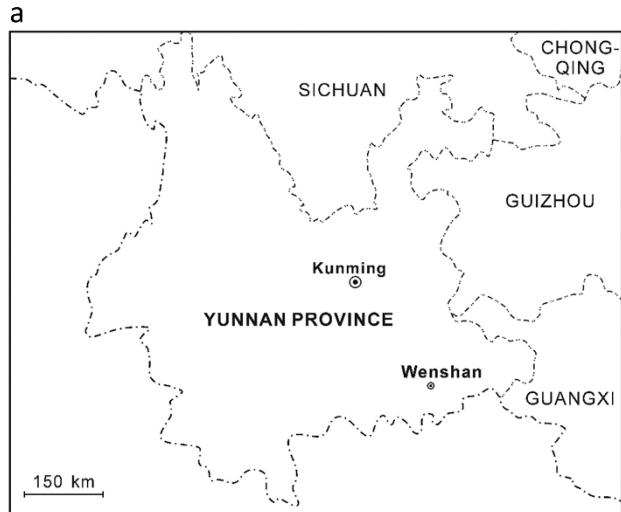 a
CHONG-
QING
SICHUAN
GUIZHOU
Kunming
YUNNAN PROVINCE
Wenshan
GUANGXI
150 km